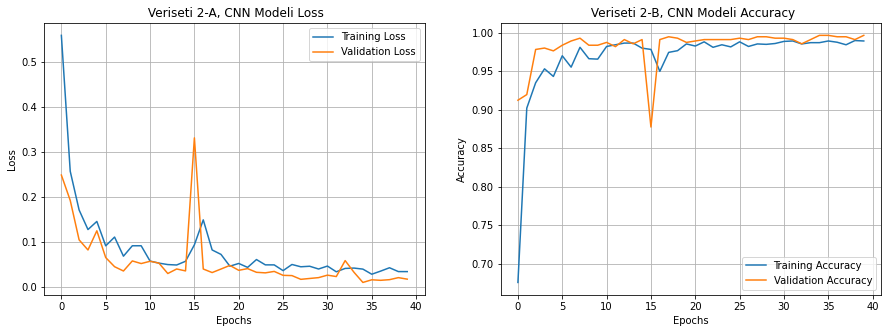 Veriseti 2-A, CNN Modeli Loss
Training Loss
Validation Loss
0.5
0.4
0.3
0.2
0.1
0.0
Loss
0 5 10 15 20 25 30 35 40
Epochs
Veriseti 2-B, CNN Modeli Accuracy
1.00
0.95
0.90
0.85
0.80
0.75
0.70
Accuracy
Training Accuracy
Validation Accuracy
0 5 10 15 20 25 30 35 40
Epochs